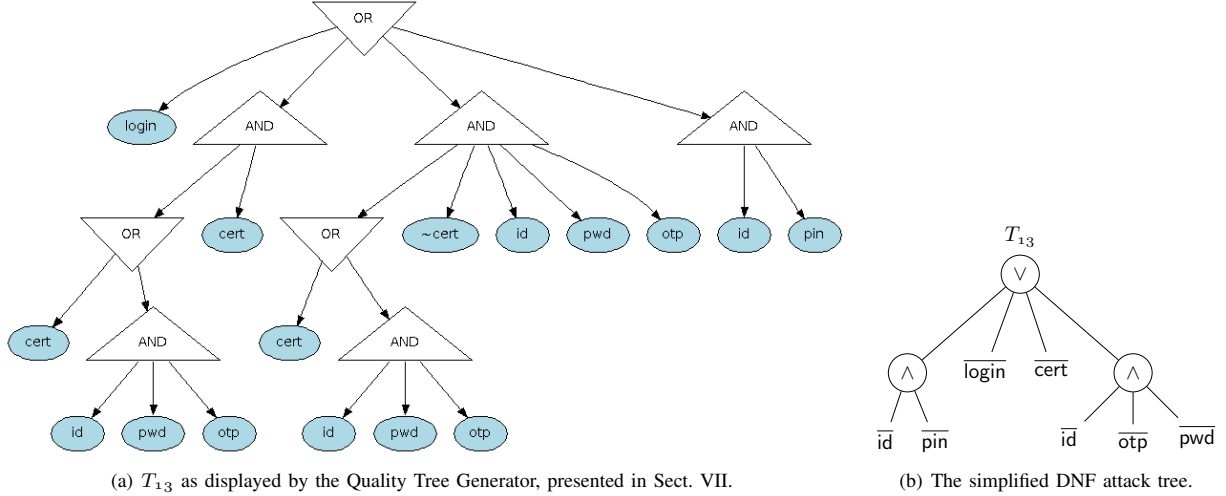 OR
login
AND
AND
AND
OR
cert
OR
~cert
id
pwd
otp
id
pin
cert
AND
cert
AND
id
pwd
otp
id
pwd
otp
(a) T₁₃ as displayed by the Quality Tree Generator, presented in Sect. VII.
T₁₃
∨
∧
login
cert
∧
id
pin
id
otp
pwd
(b) The simplified DNF attack tree.